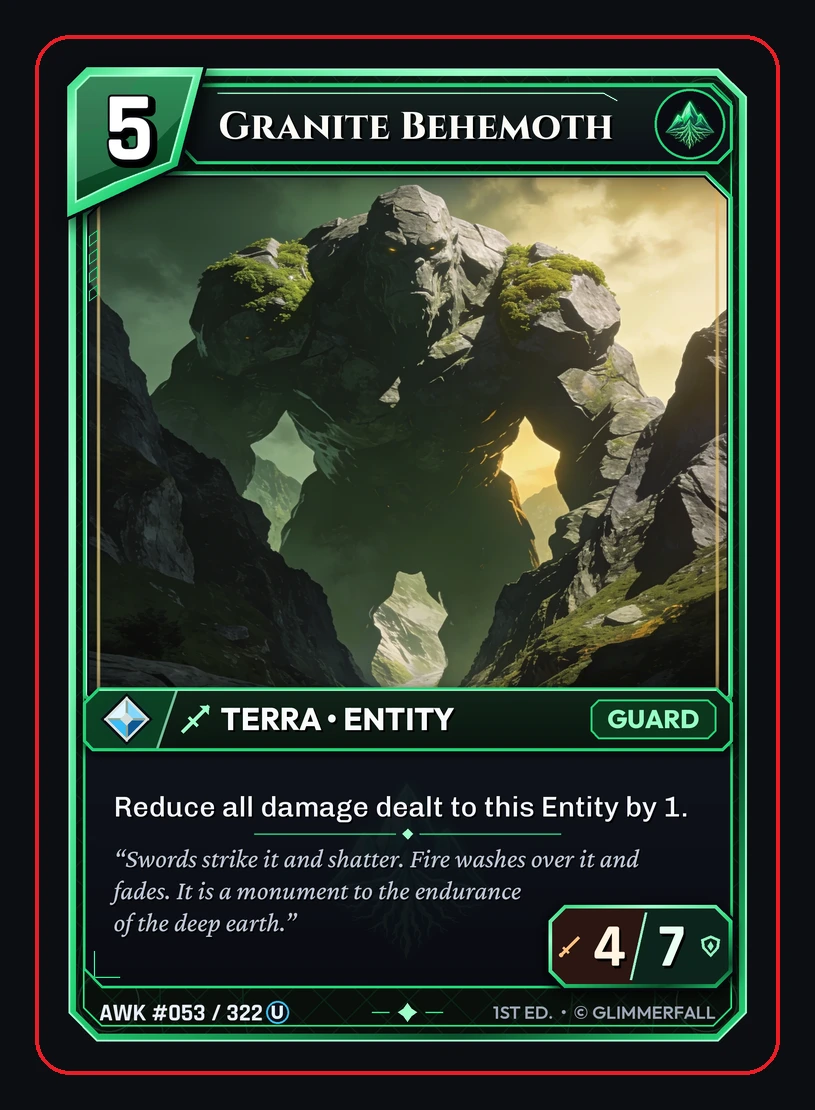 5
GRANITE BEHEMOTH
TERRA • ENTITY
GUARD
Reduce all damage dealt to this Entity by 1.
“Swords strike it and shatter. Fire washes over it and
fades. It is a monument to the endurance
of the deep earth.”
4 / 7
AWK #053 / 322 U
1ST ED. • © GLIMMERFALL